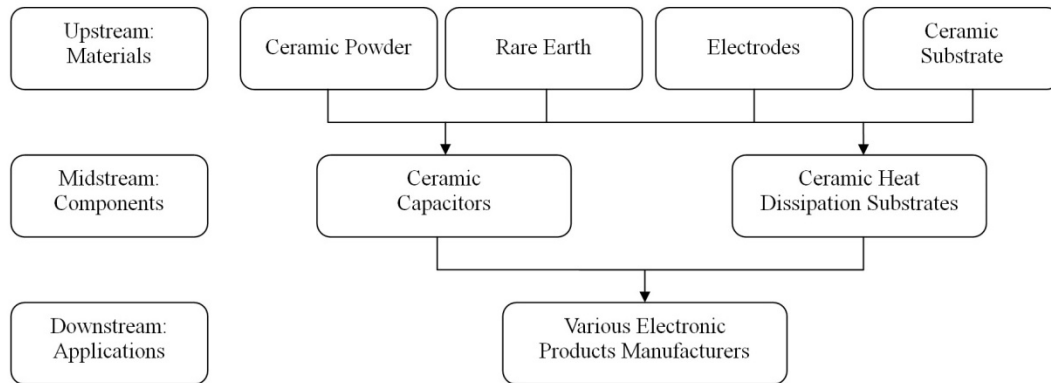 Upstream:
Materials
Ceramic Powder
Rare Earth
Electrodes
Ceramic
Substrate
Midstream:
Components
Ceramic
Capacitors
Ceramic Heat
Dissipation Substrates
Downstream:
Applications
Various Electronic
Products Manufacturers